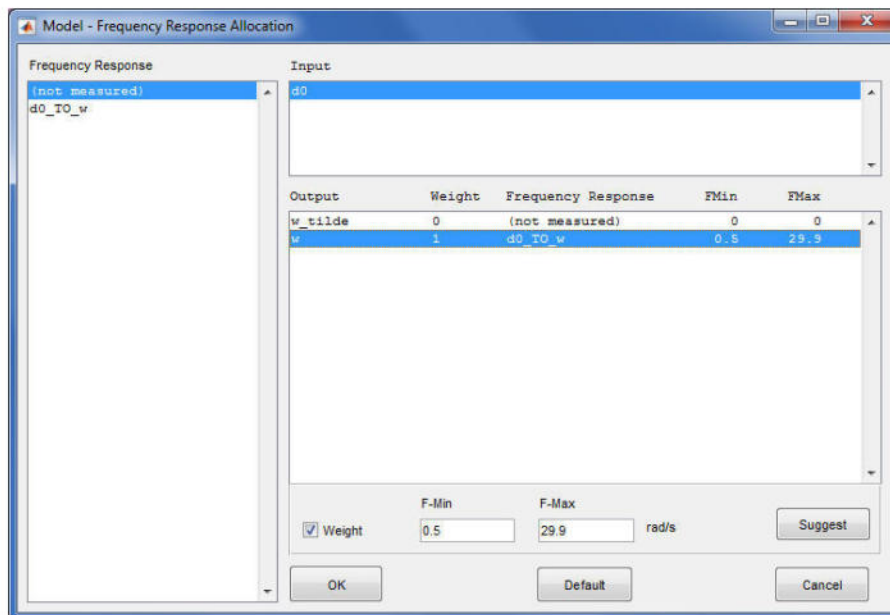 Model - Frequency Response Allocation
Frequency Response
(not measured)
d0_TO_w
Input
d0
Output Weight Frequency Response FMin FMax
w_tilde 0 (not measured) 0 0
w 1 d0_TO_w 0.5 29.9
F-Min F-Max
Weight 0.5 29.9 rad/s Suggest
OK Default Cancel